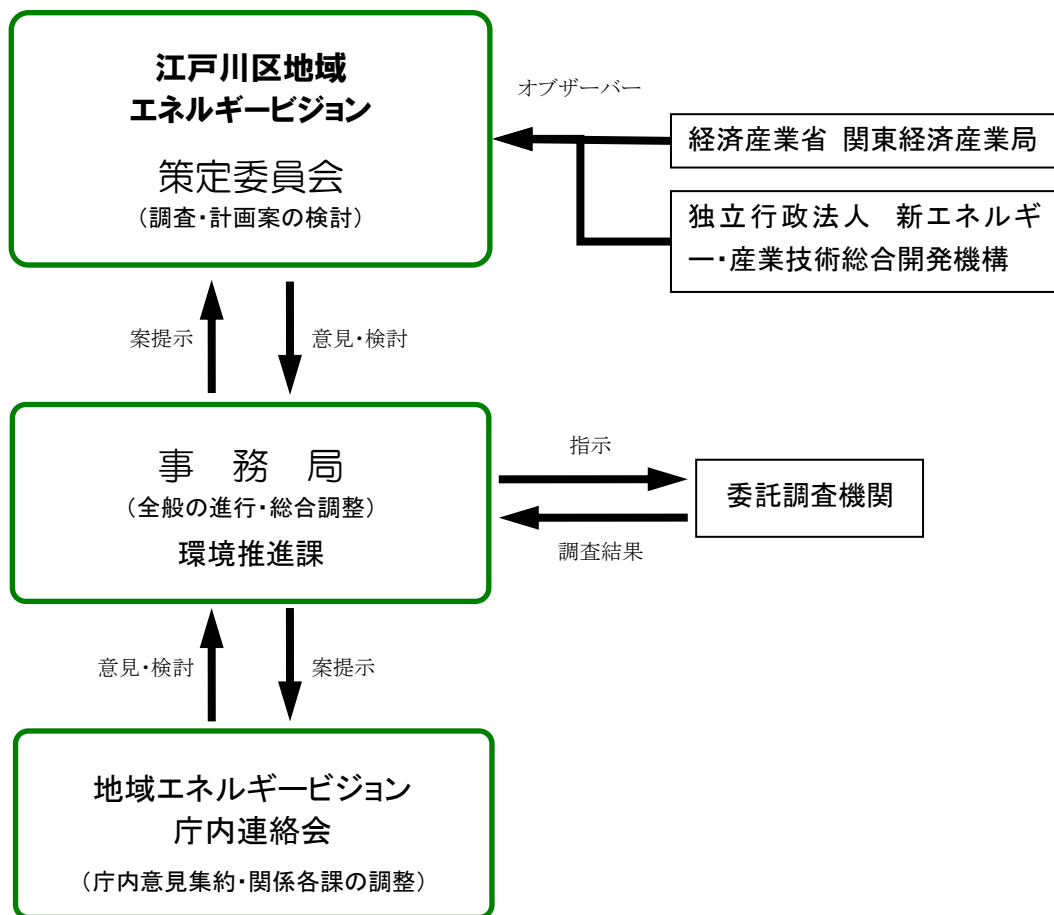 江戸川区地域
エネルギービジョン
策定委員会
（調査・計画案の検討）
オブザーバー
経済産業省 関東経済産業局
独立行政法人　新エネルギ
ー・産業技術総合開発機構
案提示
意見・検討
事　務　局
（全般の進行・総合調整）
環境推進課
指示
委託調査機関
調査結果
意見・検討
案提示
地域エネルギービジョン
庁内連絡会
（庁内意見集約・関係各課の調整）